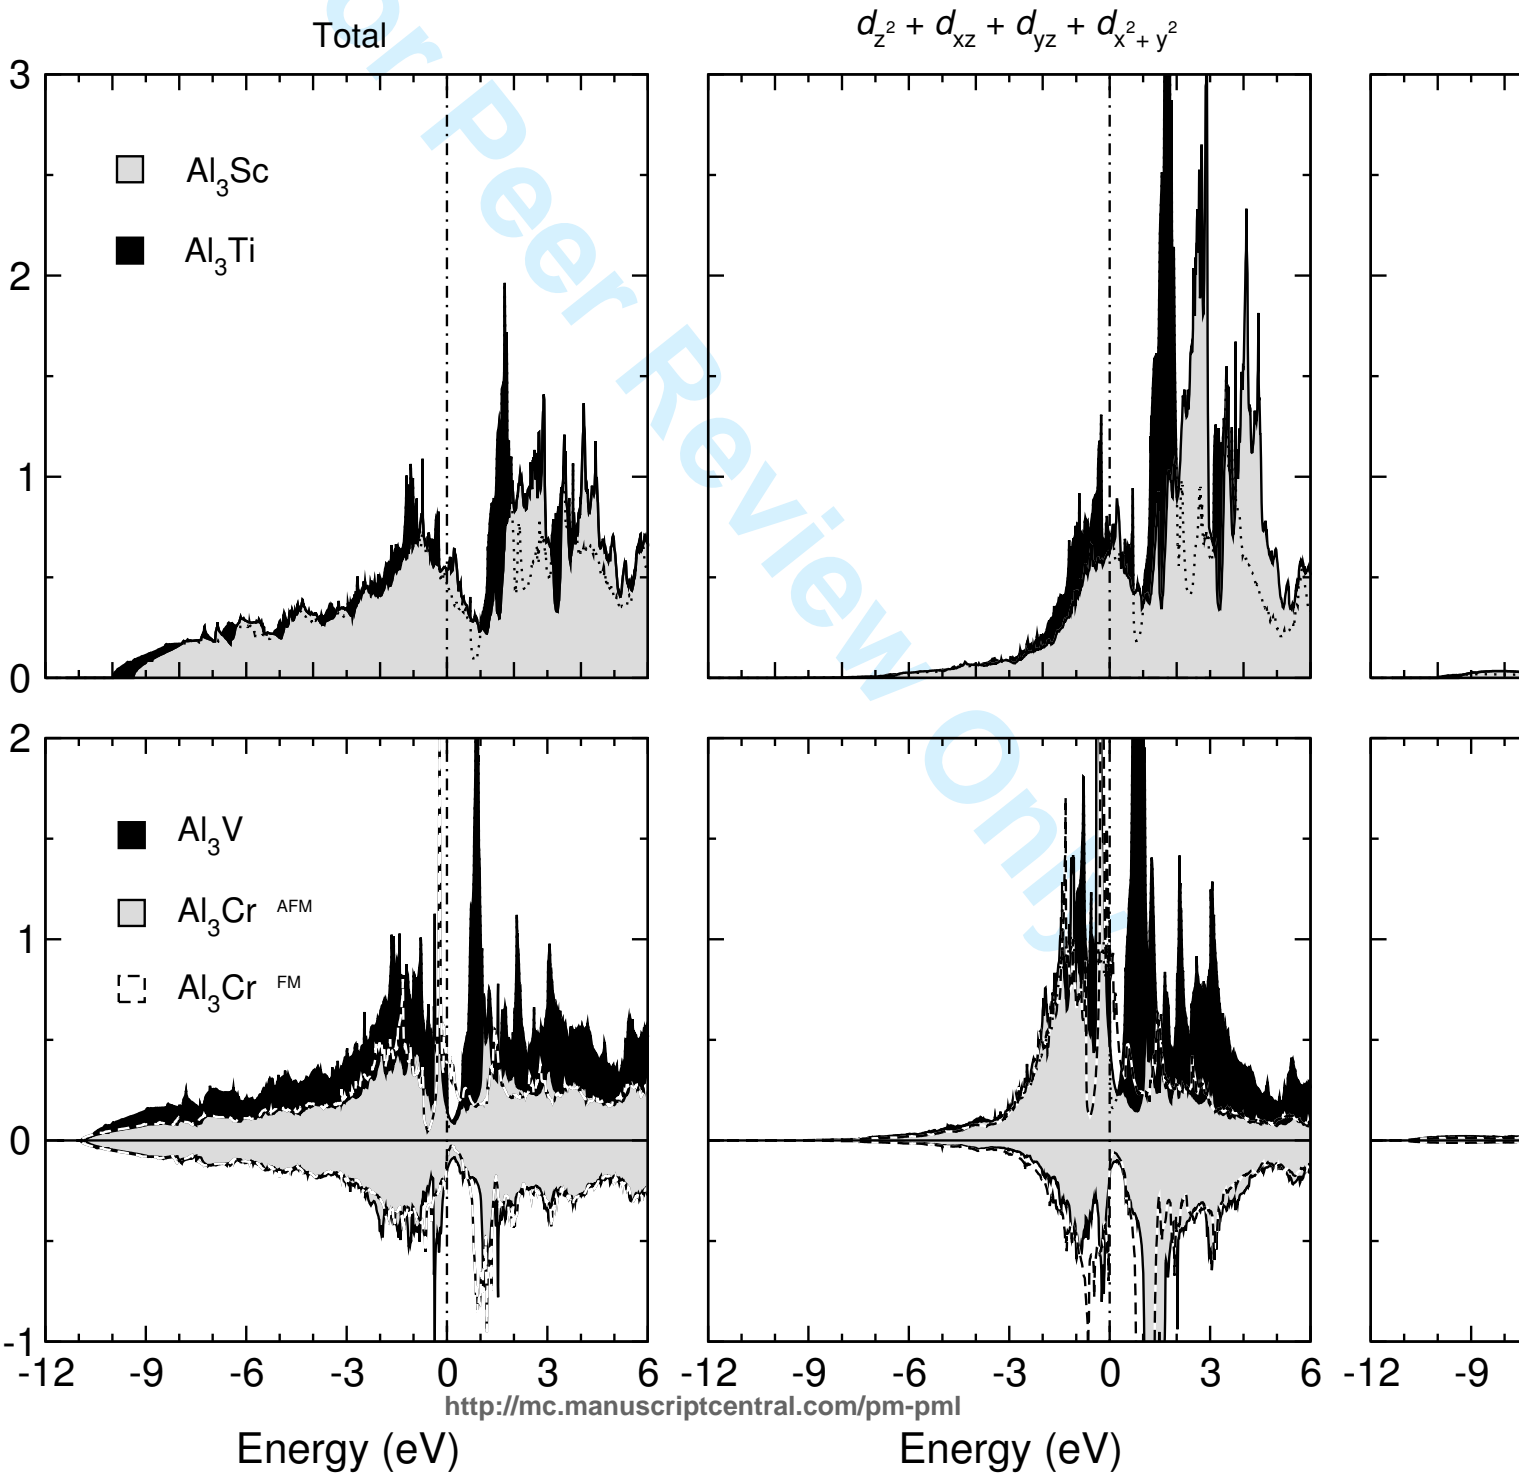 Total
d_z² + d_xz + d_yz + d_x²+ y²
3
2
1
0
Al₃Sc
Al₃Ti
2
1
0
-1
Al₃V
Al₃Cr AFM
Al₃Cr FM
-12 -9 -6 -3 0 3 6
-12 -9 -6 -3 0 3 6
-12 -9
http://mc.manuscriptcentral.com/pm-pml
Energy (eV)
Energy (eV)
or Peer Review Only